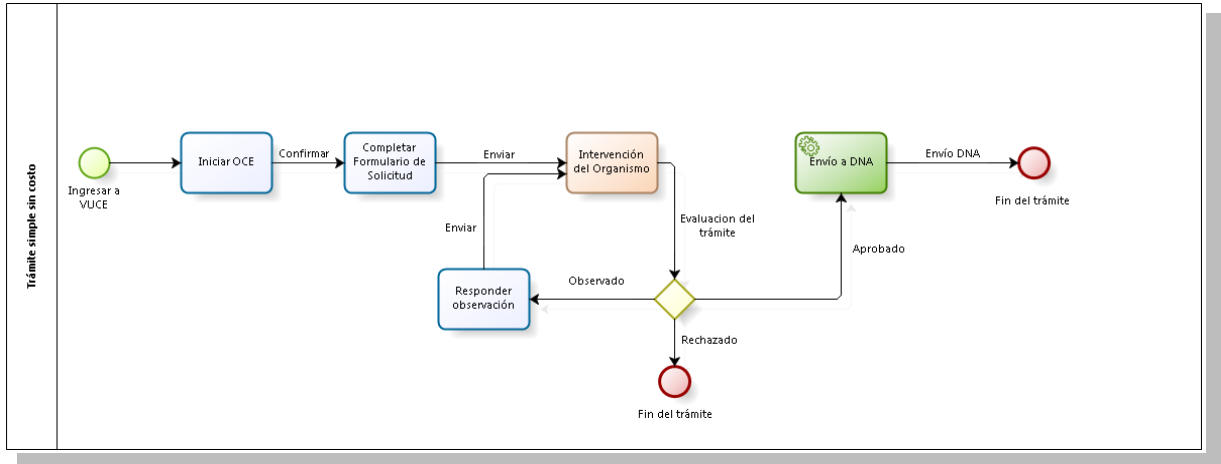 Trámite simple sin costo
Ingresar a
VUCE
Iniciar OCE
Confirmar
Completar
Formulario de
Solicitud
Enviar
Intervención
del Organismo
Evaluacion del
trámite
Observado
Responder
observación
Enviar
Rechazado
Fin del trámite
Aprobado
Envío a DNA
Envío DNA
Fin del trámite